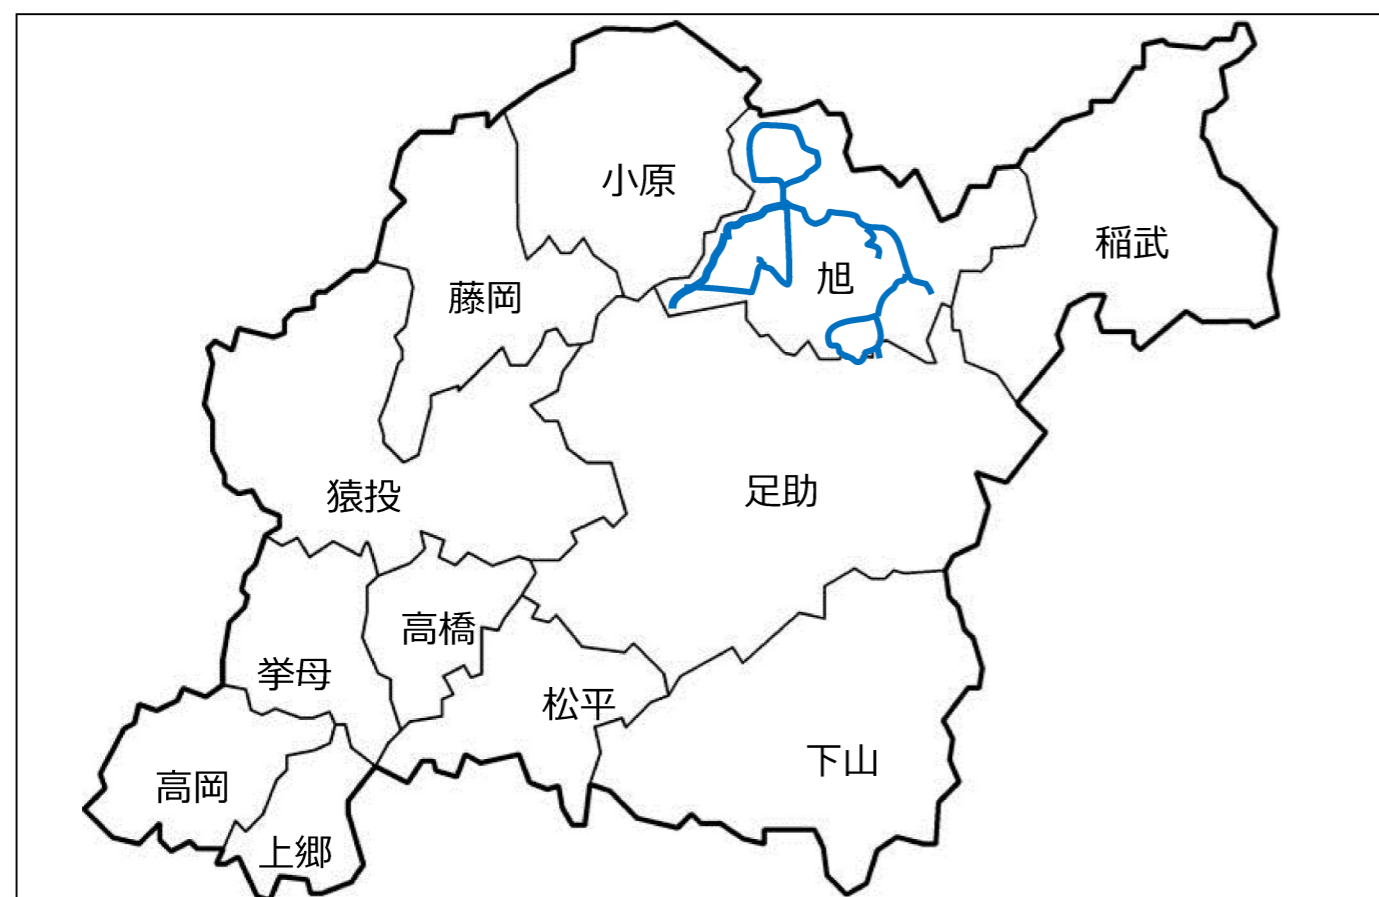 小原
稲武
旭
藤岡
足助
猿投
高橋
挙母
松平
下山
高岡
上郷